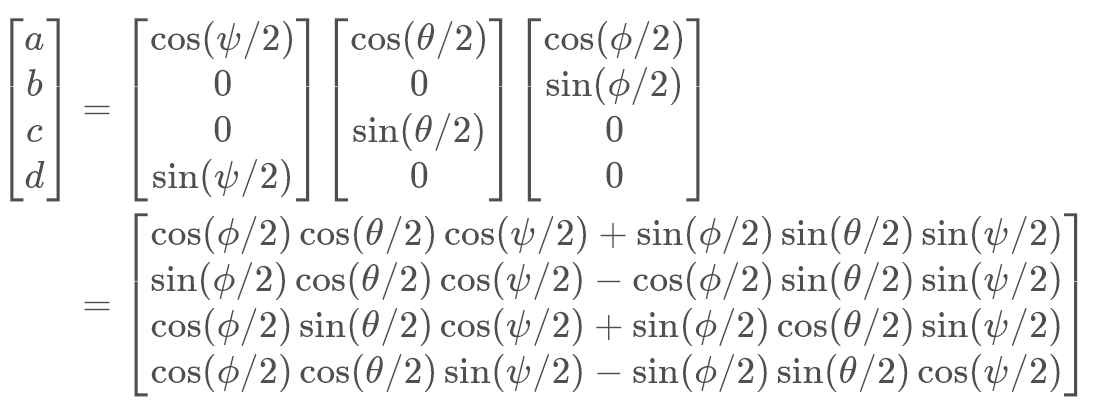 [a b c d] = [cos(ψ/2) 0 0 sin(ψ/2)] [cos(θ/2) 0 sin(θ/2) 0] [cos(ϕ/2) sin(ϕ/2) 0 0]
= [cos(ϕ/2) cos(θ/2) cos(ψ/2) + sin(ϕ/2) sin(θ/2) sin(ψ/2)
sin(ϕ/2) cos(θ/2) cos(ψ/2) − cos(ϕ/2) sin(θ/2) sin(ψ/2)
cos(ϕ/2) sin(θ/2) cos(ψ/2) + sin(ϕ/2) cos(θ/2) sin(ψ/2)
cos(ϕ/2) cos(θ/2) sin(ψ/2) − sin(ϕ/2) sin(θ/2) cos(ψ/2)]